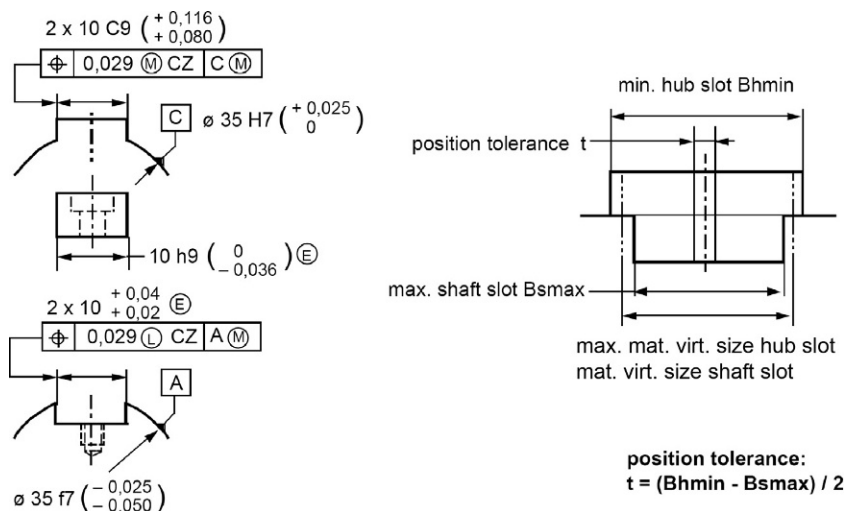 2 x 10 C9 ( + 0,116
+ 0,080 )
⌖ 0,029 Ⓜ CZ C Ⓜ
C ø 35 H7 ( + 0,025
0 )
10 h9 ( 0
− 0,036 ) Ⓔ
2 x 10 + 0,04
+ 0,02 Ⓔ
⌖ 0,029 Ⓛ CZ A Ⓜ
A
ø 35 f7 ( − 0,025
− 0,050 )
min. hub slot Bhmin
position tolerance t
max. shaft slot Bsmax
max. mat. virt. size hub slot
mat. virt. size shaft slot
position tolerance:
t = (Bhmin - Bsmax) / 2